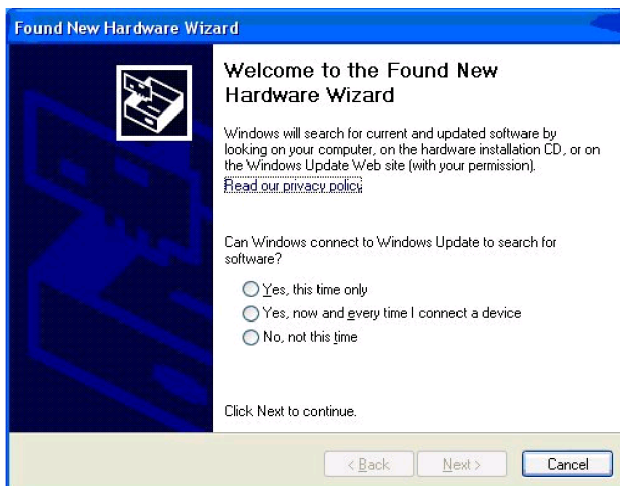 Found New Hardware Wizard
Welcome to the Found New
Hardware Wizard
Windows will search for current and updated software by
looking on your computer, on the hardware installation CD, or on
the Windows Update Web site (with your permission).
Read our privacy policy
Can Windows connect to Windows Update to search for
software?
Yes, this time only
Yes, now and every time I connect a device
No, not this time
Click Next to continue.
< Back
Next >
Cancel